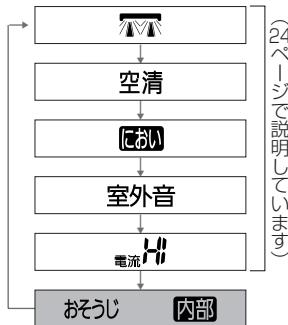 空清
におい
室外音
電流 Hi
おそうじ 内部
（24ページで説明しています）